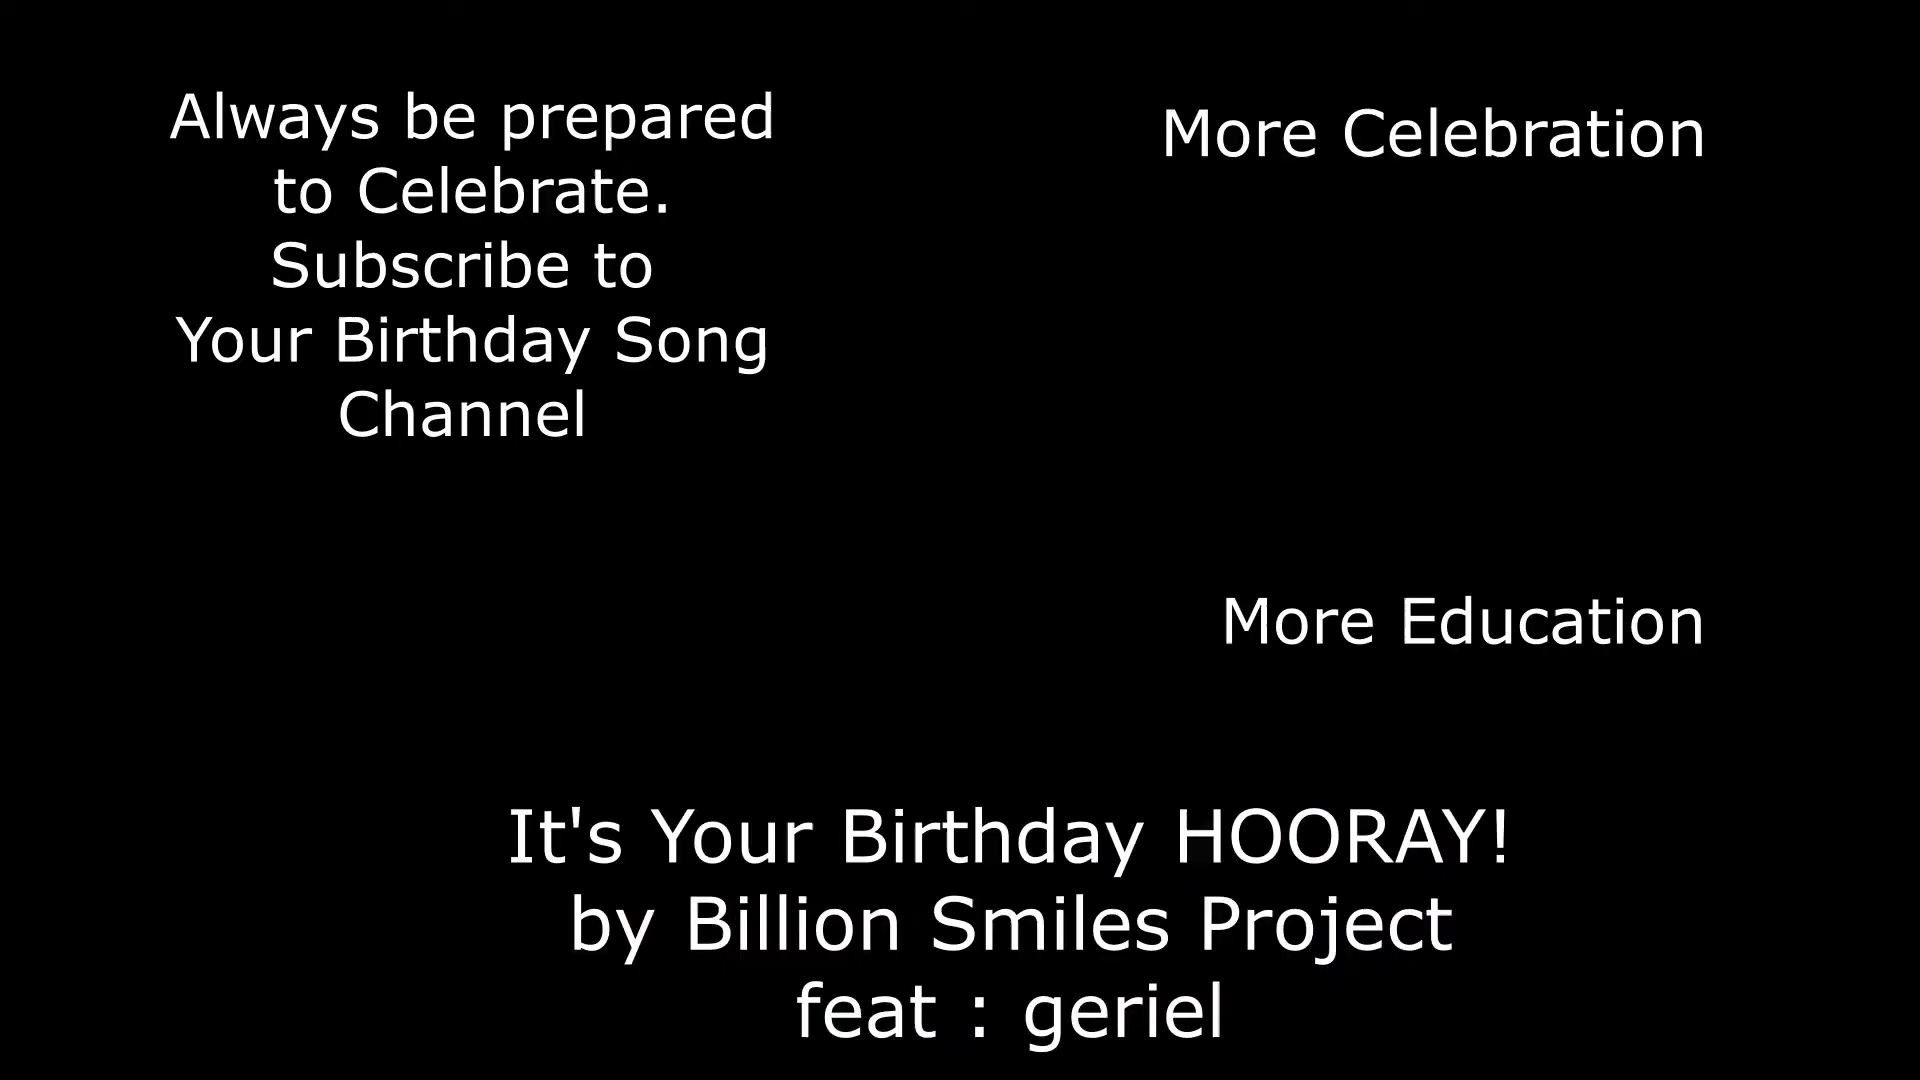 Always be prepared
to Celebrate.
Subscribe to
Your Birthday Song
Channel
More Celebration
More Education
It's Your Birthday HOORAY!
by Billion Smiles Project
feat : geriel